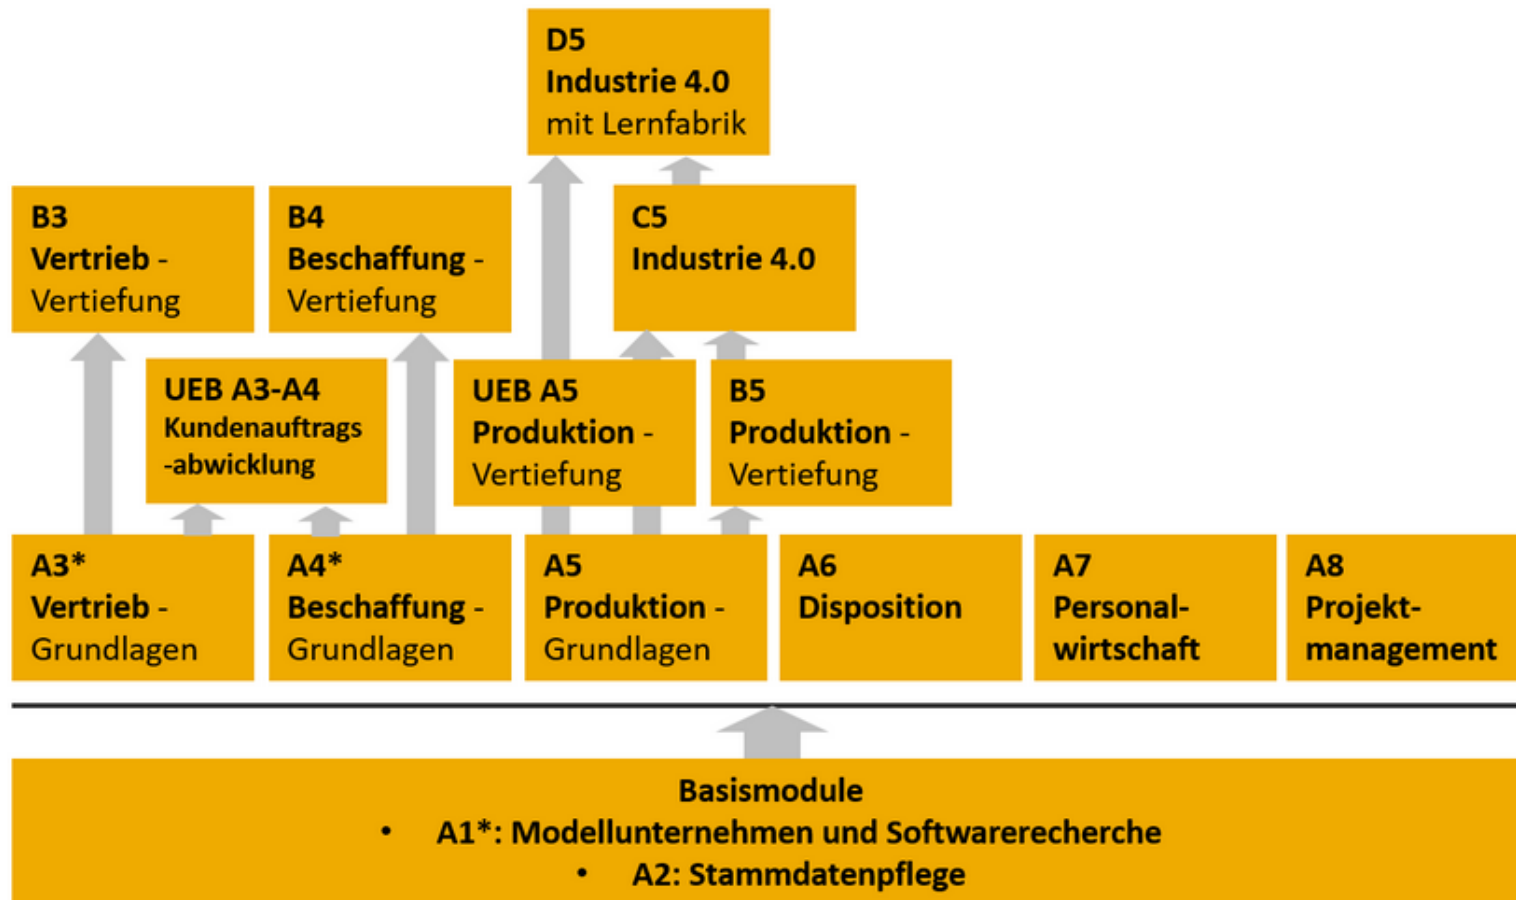 D5
Industrie 4.0
mit Lernfabrik
B3
Vertrieb -
Vertiefung
B4
Beschaffung -
Vertiefung
C5
Industrie 4.0
UEB A3-A4
Kundenauftrags
-abwicklung
UEB A5
Produktion -
Vertiefung
B5
Produktion -
Vertiefung
A3*
Vertrieb -
Grundlagen
A4*
Beschaffung -
Grundlagen
A5
Produktion -
Grundlagen
A6
Disposition
A7
Personal-
wirtschaft
A8
Projekt-
management
Basismodule
• A1*: Modellunternehmen und Softwarerecherche
• A2: Stammdatenpflege